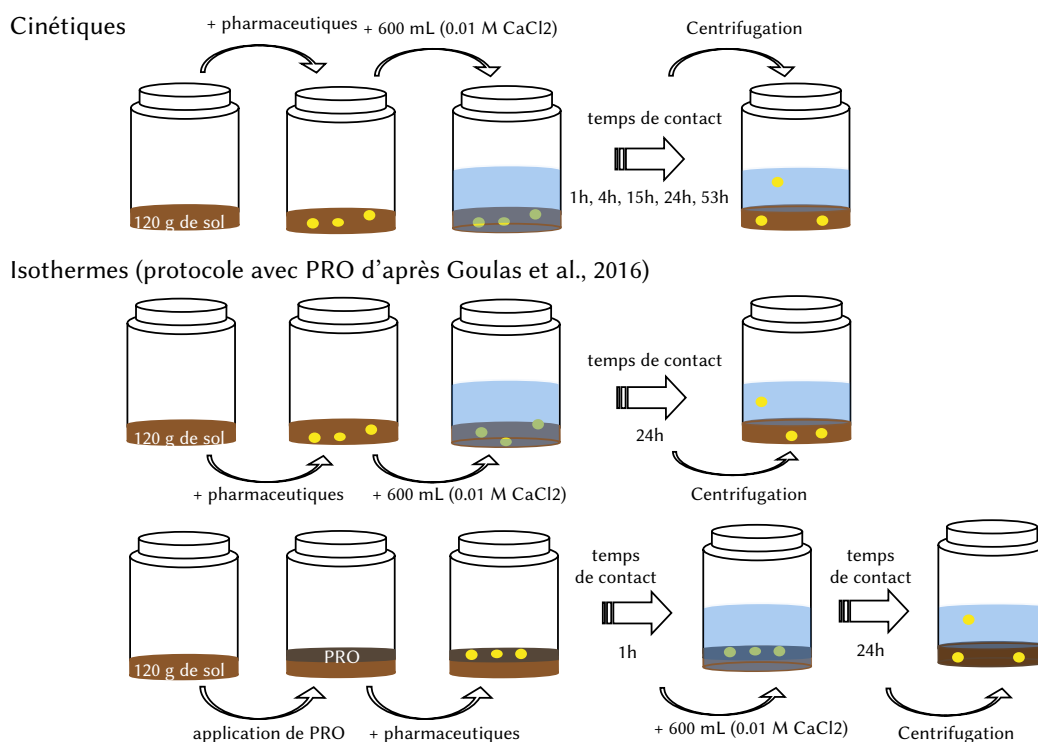 Cinétiques
+ pharmaceutiques
+ 600 mL (0.01 M CaCl2)
Centrifugation
temps de contact
1h, 4h, 15h, 24h, 53h
120 g de sol
Isothermes (protocole avec PRO d’après Goulas et al., 2016)
temps de contact
24h
120 g de sol
+ pharmaceutiques
+ 600 mL (0.01 M CaCl2)
Centrifugation
temps
de contact
1h
temps
de contact
24h
PRO
120 g de sol
application de PRO
+ pharmaceutiques
+ 600 mL (0.01 M CaCl2)
Centrifugation